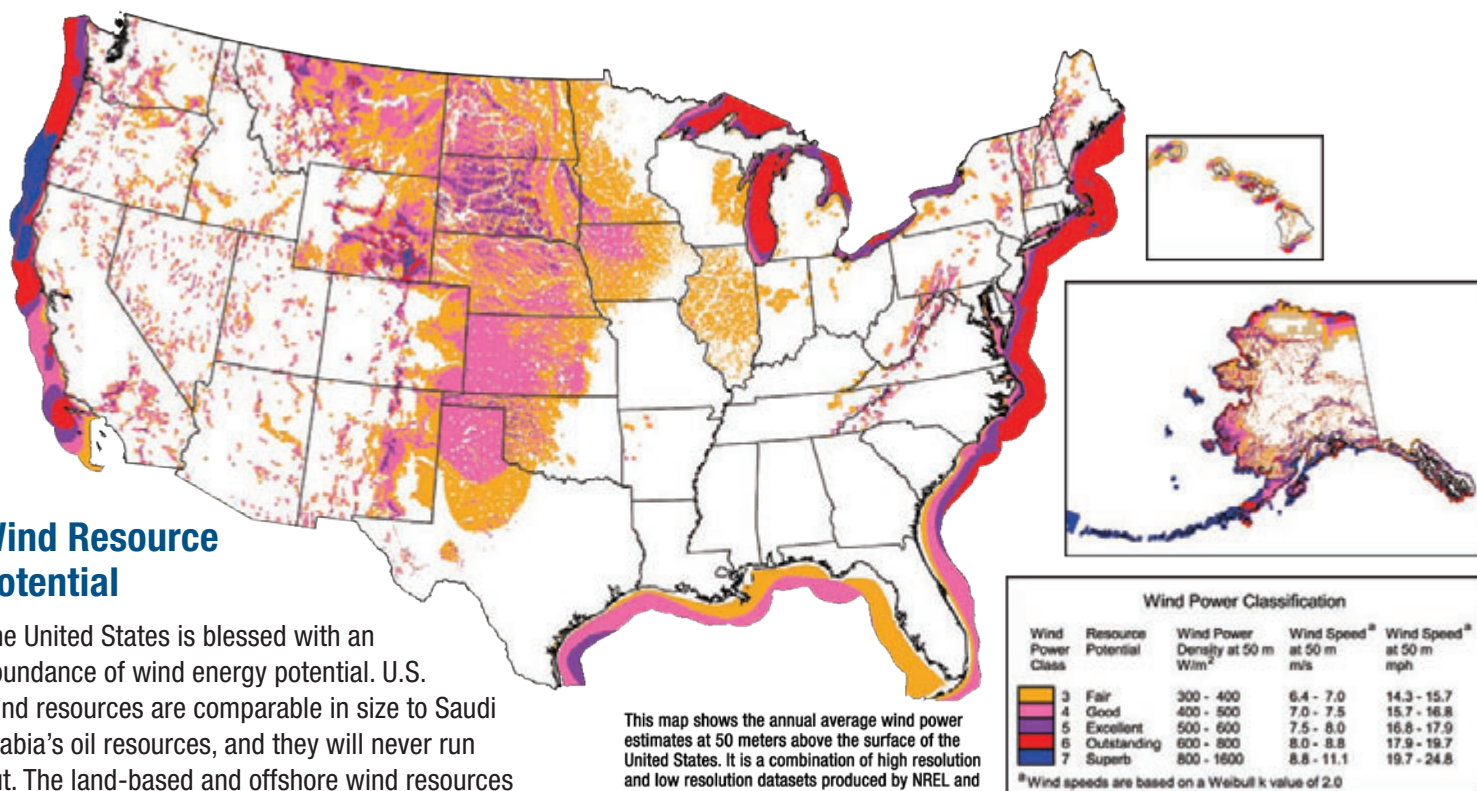 Wind Resource
Potential
The United States is blessed with an
abundance of wind energy potential. U.S.
wind resources are comparable in size to Saudi
Arabia's oil resources, and they will never run
out. The land-based and offshore wind resources
This map shows the annual average wind power
estimates at 50 meters above the surface of the
United States. It is a combination of high resolution
and low resolution datasets produced by NREL and
Wind Power Classification
Wind Power Class Resource Potential Wind Power Density at 50 m W/m² Wind Speed ª at 50 m m/s Wind Speed ª at 50 m mph
3 Fair 300 - 400 6.4 - 7.0 14.3 - 15.7
4 Good 400 - 500 7.0 - 7.5 15.7 - 16.8
5 Excellent 500 - 600 7.5 - 8.0 16.8 - 17.9
6 Outstanding 600 - 800 8.0 - 8.8 17.9 - 19.7
7 Superb 800 - 1600 8.8 - 11.1 19.7 - 24.8
ª Wind speeds are based on a Weibull k value of 2.0